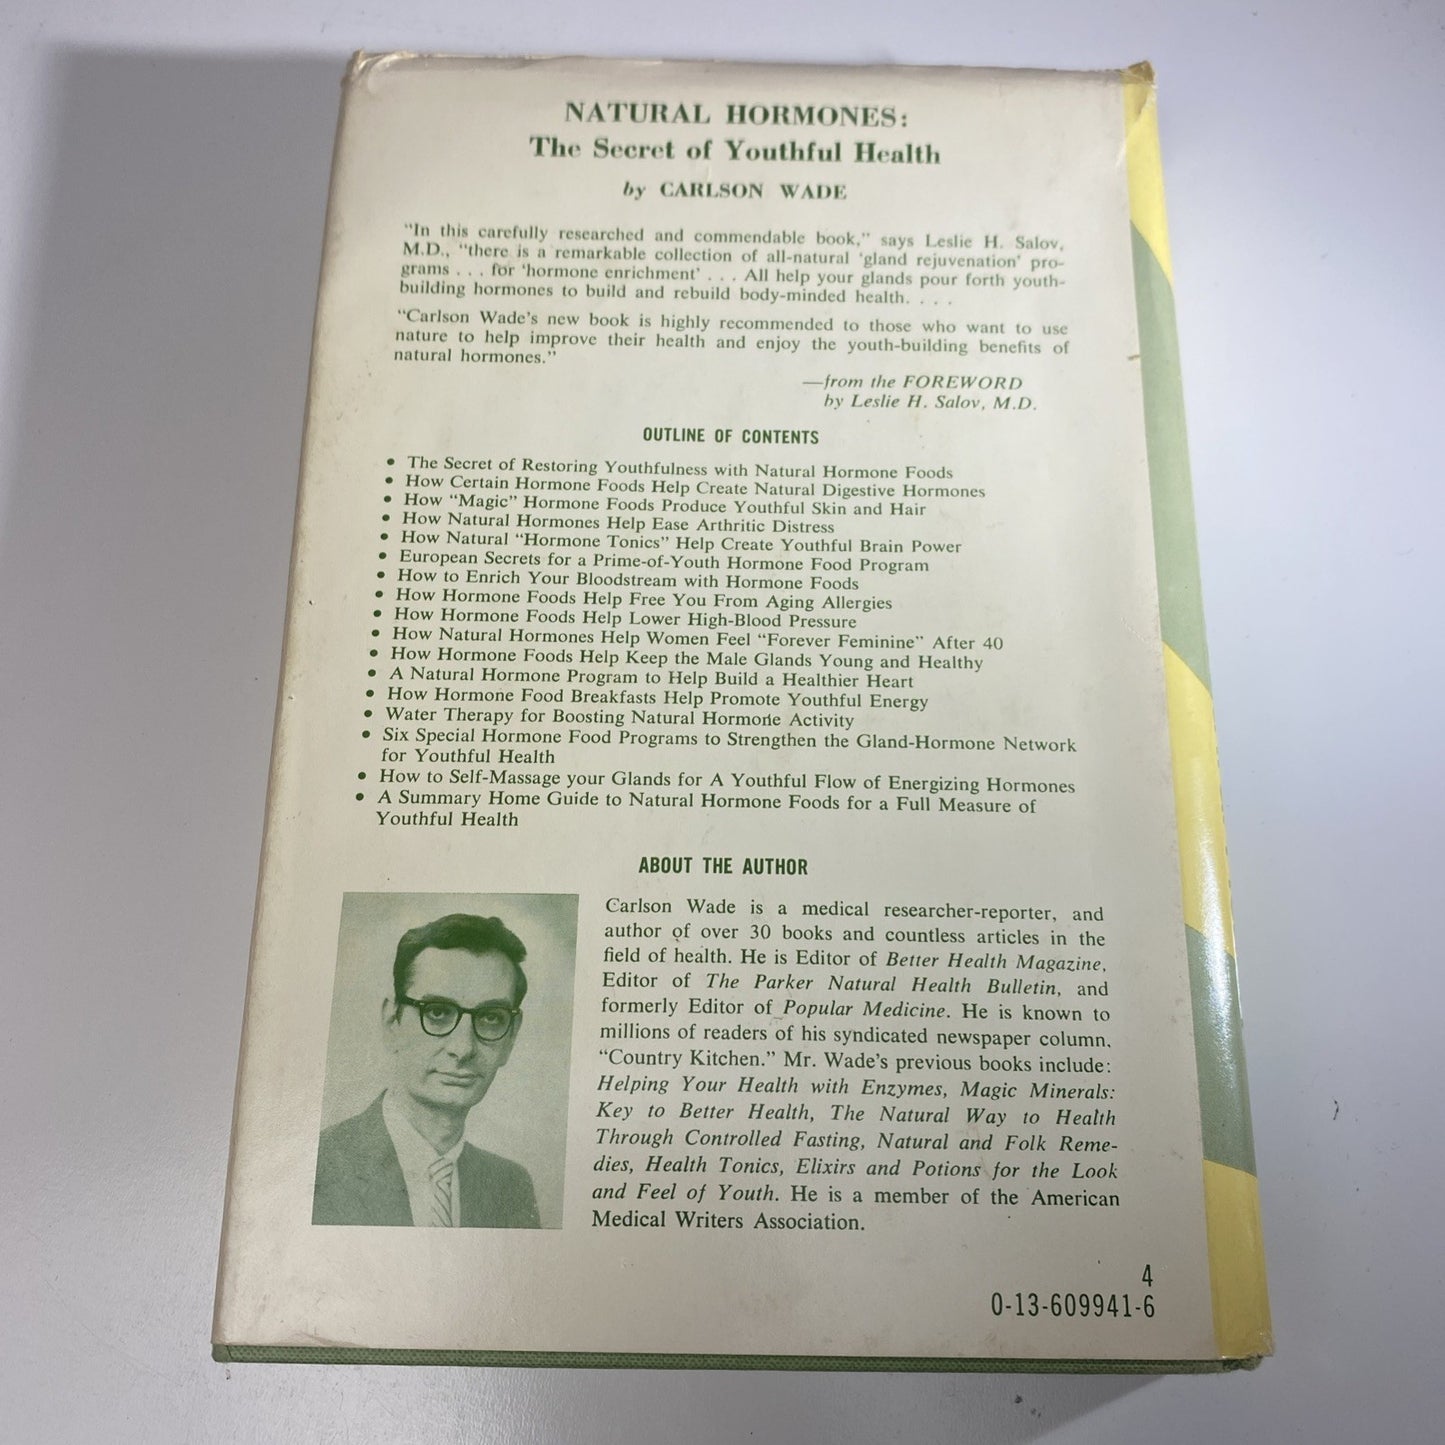 NATURAL HORMONES:
The Secret of Youthful Health
by CARLSON WADE
"In this carefully researched and commendable book," says Leslie H. Salov,
M.D., "there is a remarkable collection of all-natural 'gland rejuvenation' pro-
grams . . . for 'hormone enrichment' . . . All help your glands pour forth youth-
building hormones to build and rebuild body-minded health. . . .
"Carlson Wade's new book is highly recommended to those who want to use
nature to help improve their health and enjoy the youth-building benefits of
natural hormones."
—from the FOREWORD
by Leslie H. Salov, M.D.
OUTLINE OF CONTENTS
• The Secret of Restoring Youthfulness with Natural Hormone Foods
• How Certain Hormone Foods Help Create Natural Digestive Hormones
• How "Magic" Hormone Foods Produce Youthful Skin and Hair
• How Natural Hormones Help Ease Arthritic Distress
• How Natural "Hormone Tonics" Help Create Youthful Brain Power
• European Secrets for a Prime-of-Youth Hormone Food Program
• How to Enrich Your Bloodstream with Hormone Foods
• How Hormone Foods Help Free You From Aging Allergies
• How Hormone Foods Help Lower High-Blood Pressure
• How Natural Hormones Help Women Feel "Forever Feminine" After 40
• How Hormone Foods Help Keep the Male Glands Young and Healthy
• A Natural Hormone Program to Help Build a Healthier Heart
• How Hormone Food Breakfasts Help Promote Youthful Energy
• Water Therapy for Boosting Natural Hormone Activity
• Six Special Hormone Food Programs to Strengthen the Gland-Hormone Network
for Youthful Health
• How to Self-Massage your Glands for A Youthful Flow of Energizing Hormones
• A Summary Home Guide to Natural Hormone Foods for a Full Measure of
Youthful Health
ABOUT THE AUTHOR
Carlson Wade is a medical researcher-reporter, and
author of over 30 books and countless articles in the
field of health. He is Editor of Better Health Magazine,
Editor of The Parker Natural Health Bulletin, and
formerly Editor of Popular Medicine. He is known to
millions of readers of his syndicated newspaper column,
"Country Kitchen." Mr. Wade's previous books include:
Helping Your Health with Enzymes, Magic Minerals:
Key to Better Health, The Natural Way to Health
Through Controlled Fasting, Natural and Folk Reme-
dies, Health Tonics, Elixirs and Potions for the Look
and Feel of Youth. He is a member of the American
Medical Writers Association.
4
0-13-609941-6